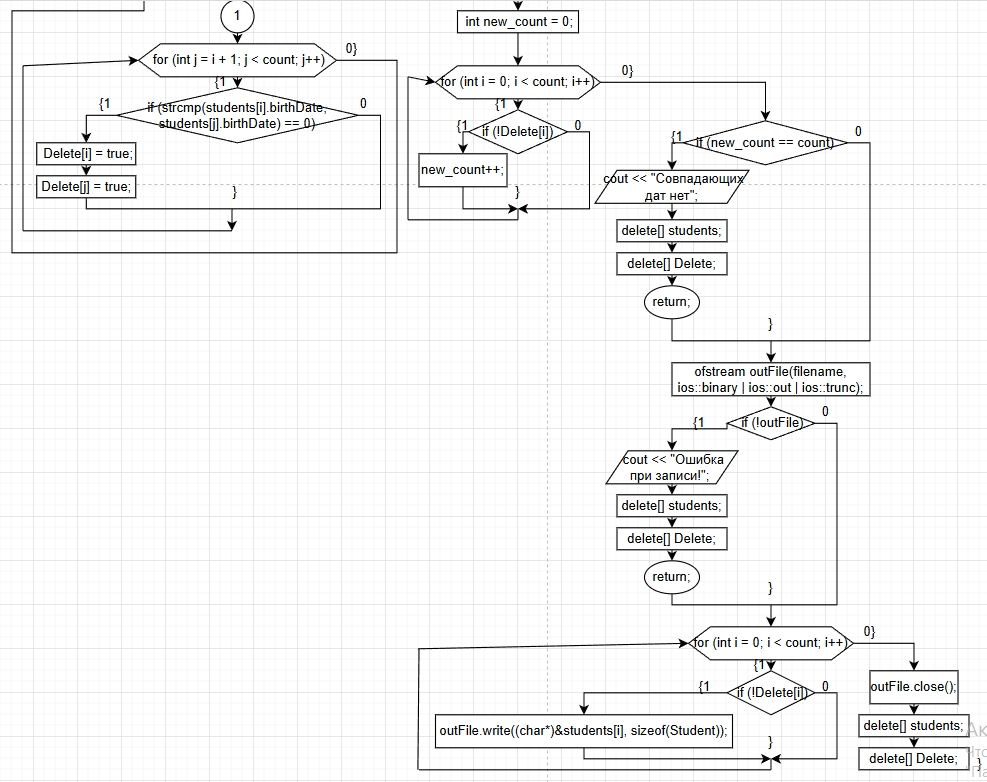 1
for (int j = i + 1; j < count; j++)
0}
{1
if (strcmp(students[i].birthDate,
students[j].birthDate) == 0)
{1
0
Delete[i] = true;
Delete[j] = true;
}
int new_count = 0;
for (int i = 0; i < count; i++)
0}
{1
if (!Delete[i])
{1
0
new_count++;
}
if (new_count == count)
{1
0
cout << "Совпадающих
дат нет";
delete[] students;
delete[] Delete;
return;
}
ofstream outFile(filename,
ios::binary | ios::out | ios::trunc);
if (!outFile)
{1
0
cout << "Ошибка
при записи!";
delete[] students;
delete[] Delete;
return;
}
for (int i = 0; i < count; i++)
0}
{1
if (!Delete[i])
{1
0
outFile.write((char*)&students[i], sizeof(Student));
}
outFile.close();
delete[] students;
delete[] Delete;
}